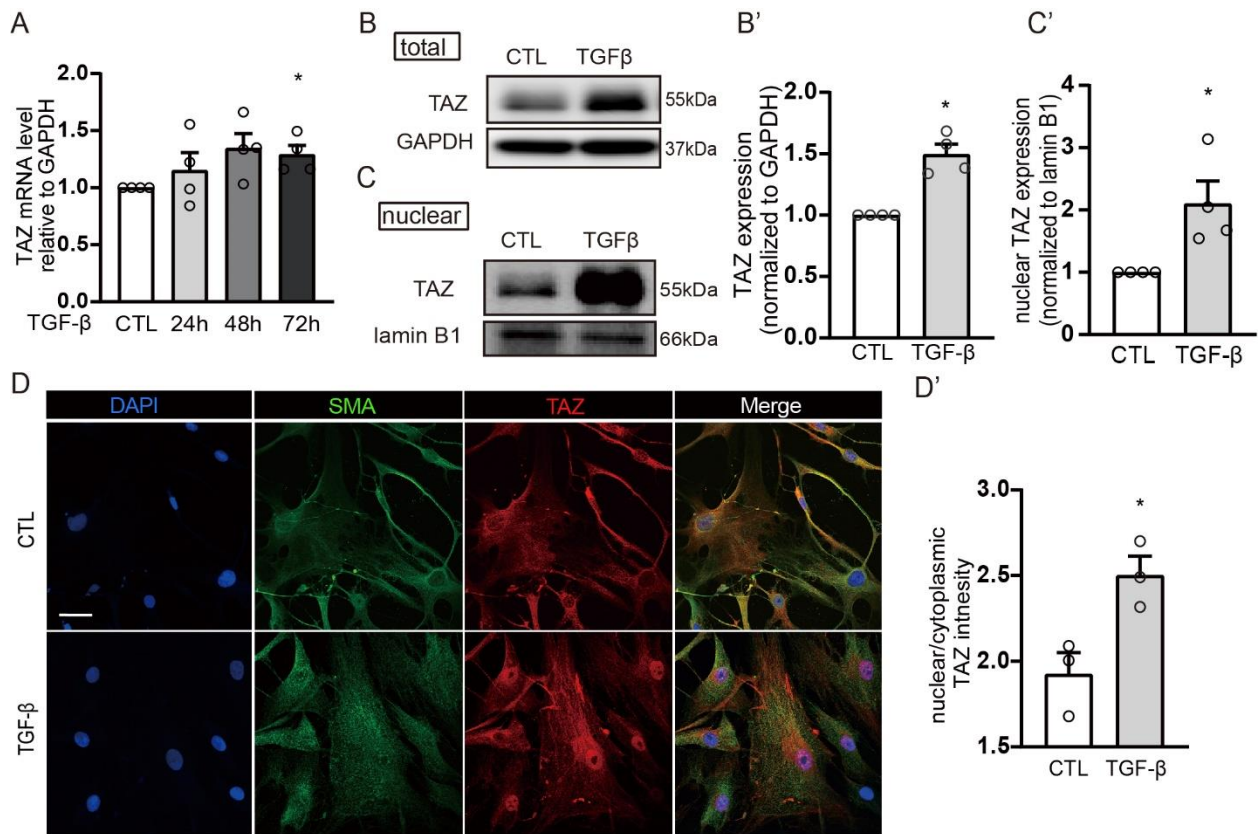 A
TAZ mRNA level
relative to GAPDH
2.0
1.5
1.0
0.5
0.0
*
TGF-β CTL 24h 48h 72h
B
total
CTL TGFβ
TAZ 55kDa
GAPDH 37kDa
C
nuclear
CTL TGFβ
TAZ 55kDa
lamin B1 66kDa
B'
TAZ expression
(normalized to GAPDH)
2.0
1.5
1.0
0.5
0.0
*
CTL TGF-β
C'
nuclear TAZ expression
(normalized to lamin B1)
4
3
2
1
0
*
CTL TGF-β
D
DAPI SMA TAZ Merge
CTL
TGF-β
D'
nuclear/cytoplasmic
TAZ intnesity
3.0
2.5
2.0
1.5
*
CTL TGF-β